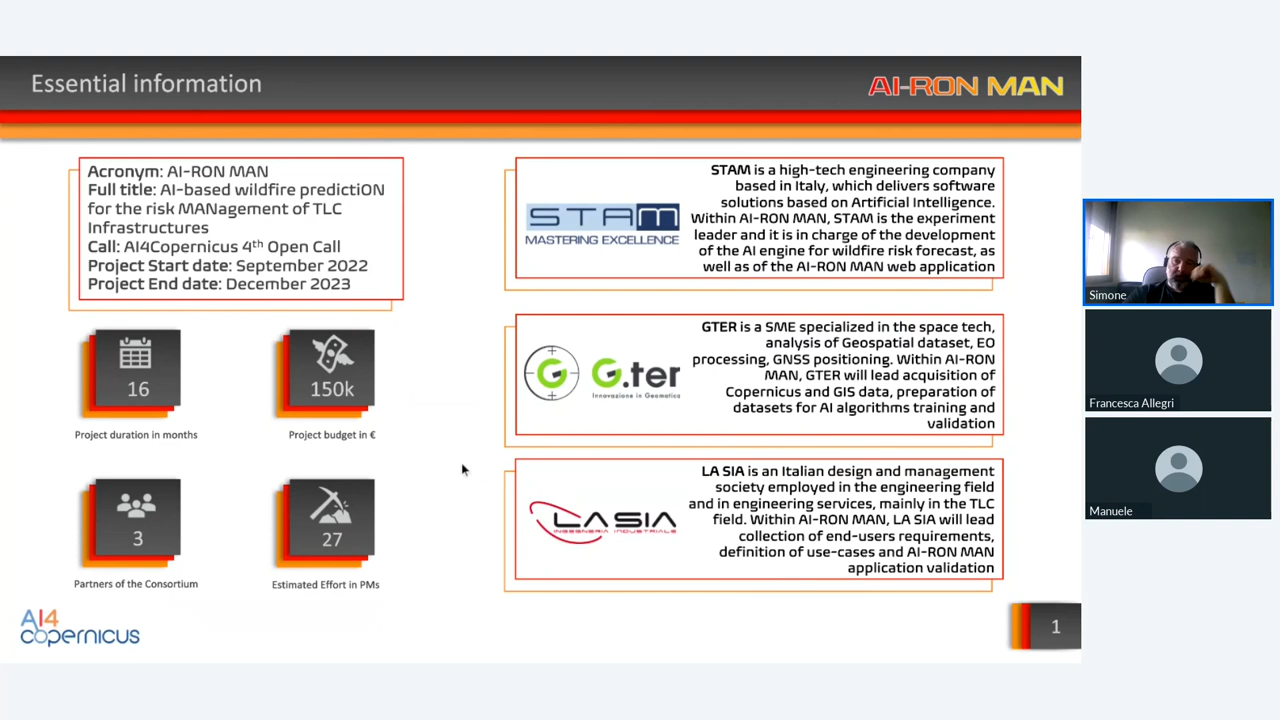 Essential information
AI-RON MAN
Acronym: AI-RON MAN
Full title: AI-based wildfire predictiON
for the risk MANagement of TLC
Infrastructures
Call: AI4Copernicus 4th Open Call
Project Start date: September 2022
Project End date: December 2023
16
Project duration in months
150k
Project budget in €
3
Partners of the Consortium
27
Estimated Effort in PMs
STAM
MASTERING EXCELLENCE
STAM is a high-tech engineering company
based in Italy, which delivers software
solutions based on Artificial Intelligence.
Within AI-RON MAN, STAM is the experiment
leader and it is in charge of the development
of the AI engine for wildfire risk forecast, as
well as of the AI-RON MAN web application
G
G.ter
Innovazione in Geomatica
GTER is a SME specialized in the space tech,
analysis of Geospatial dataset, EO
processing, GNSS positioning. Within AI-RON
MAN, GTER will lead acquisition of
Copernicus and GIS data, preparation of
datasets for AI algorithms training and
validation
LA SIA
INGEGNERIA INDUSTRIALE
LA SIA is an Italian design and management
society employed in the engineering field
and in engineering services, mainly in the TLC
field. Within AI-RON MAN, LA SIA will lead
collection of end-users requirements,
definition of use-cases and AI-RON MAN
application validation
AI4
copernicus
1
Simone
Francesca Allegri
Manuele